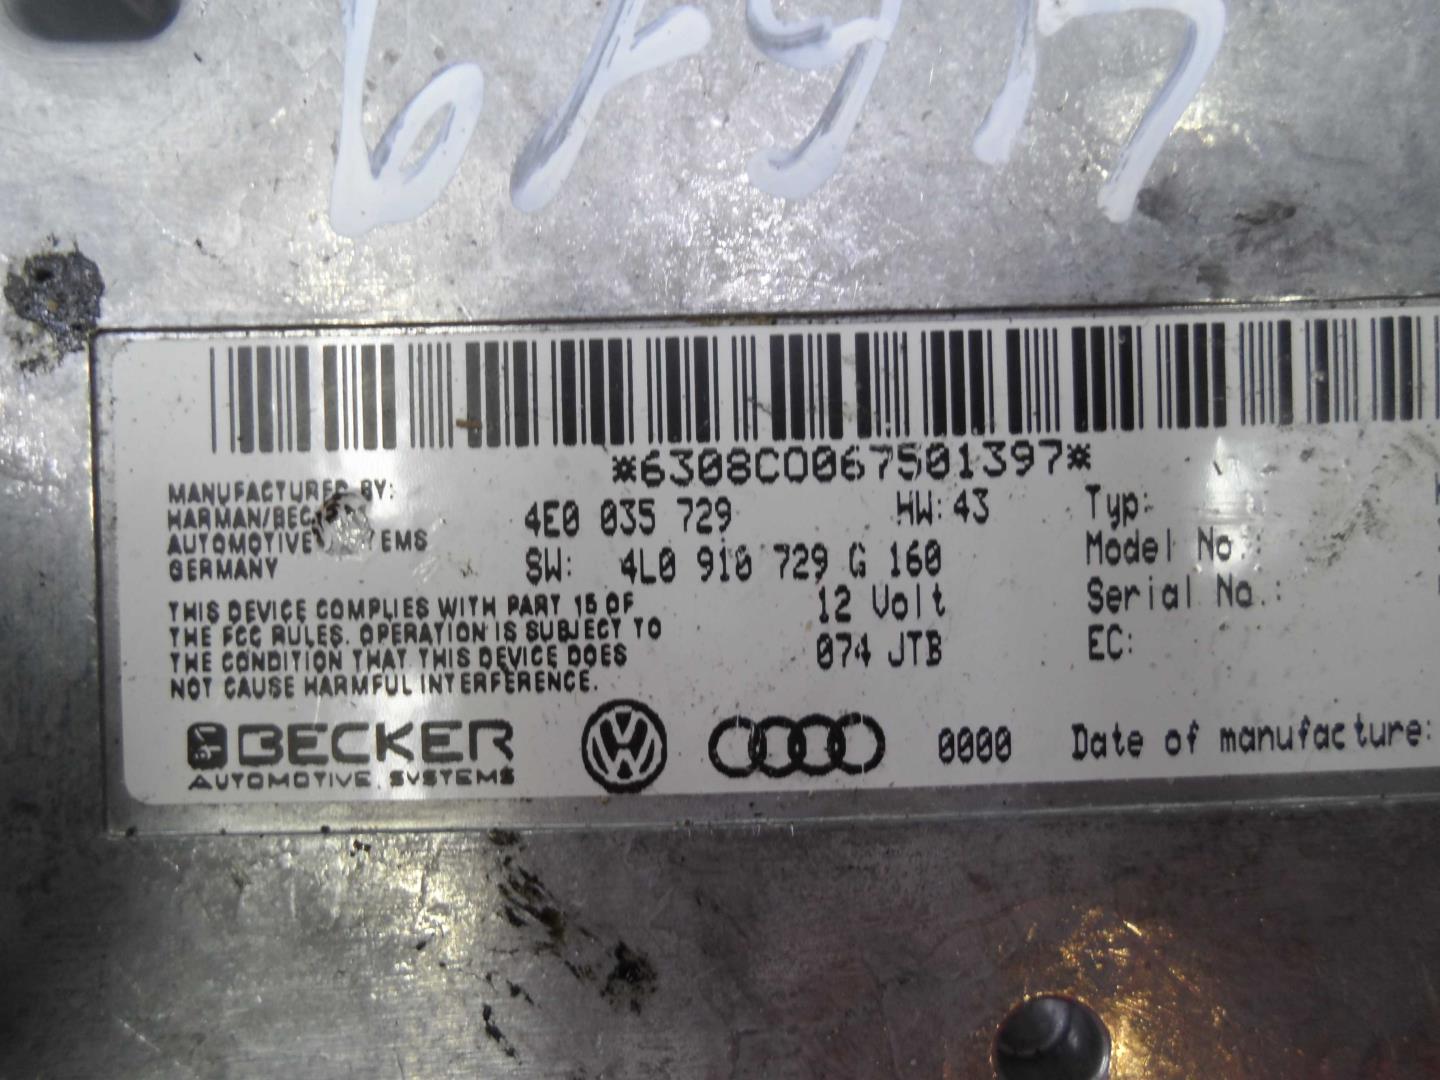 *6308CO067501397*
MANUFACTURED BY:
HARMAN/BEC
AUTOMOTIVE
GERMANY
4E0 035 729 HW: 43
SW: 4L0 910 729 G 160
12 Volt
074 JTB
Typ:
Model No.:
Serial No.:
EC:
THIS DEVICE COMPLIES WITH PART 15 OF
THE FCC RULES. OPERATION IS SUBJECT TO
THE CONDITION THAT THIS DEVICE DOES
NOT CAUSE HARMFUL INTERFERENCE.
BECKER
AUTOMOTIVE SYSTEMS
0000 Date of manufacture: